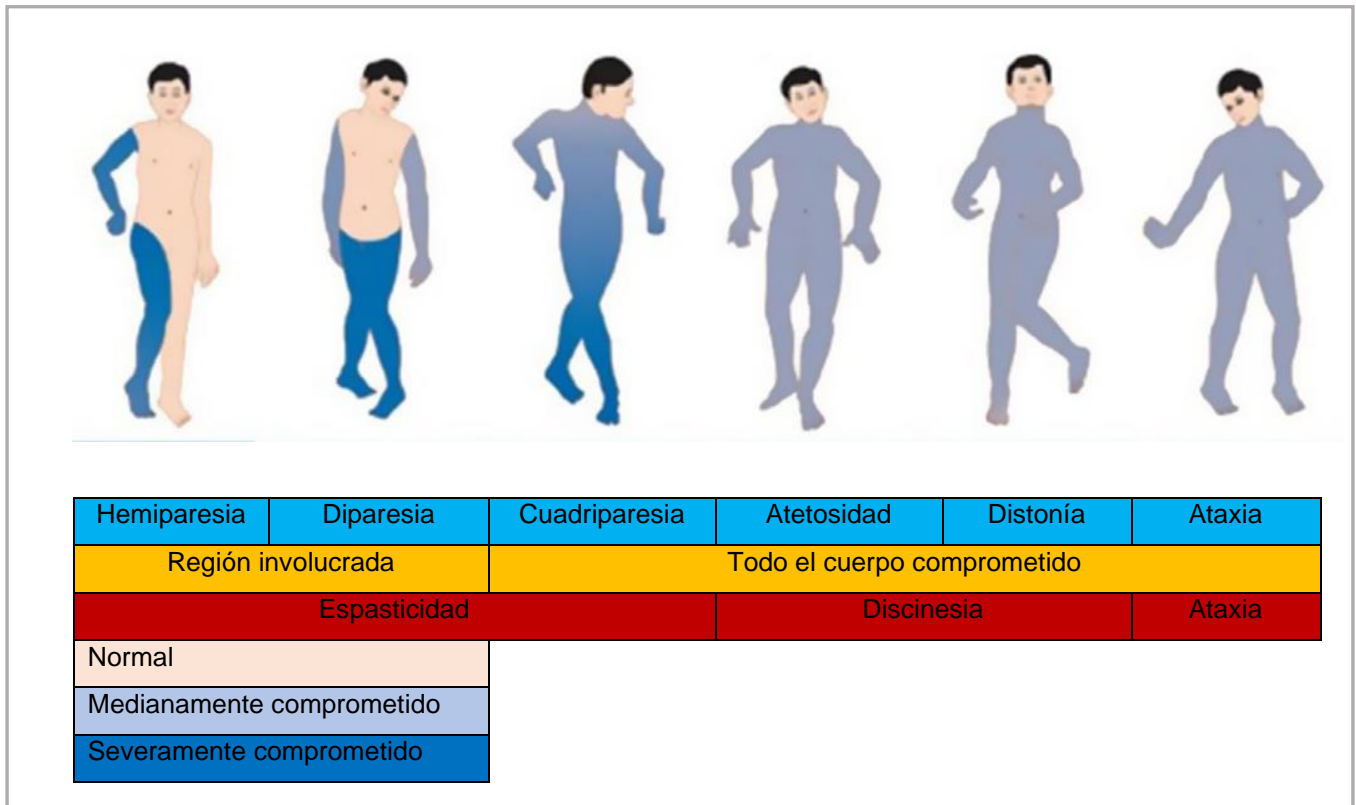 Hemiparesia Diparesia Cuadriparesia Atetosidad Distonía Ataxia
Región involucrada Todo el cuerpo comprometido
Espasticidad Discinesia Ataxia
Normal
Medianamente comprometido
Severamente comprometido